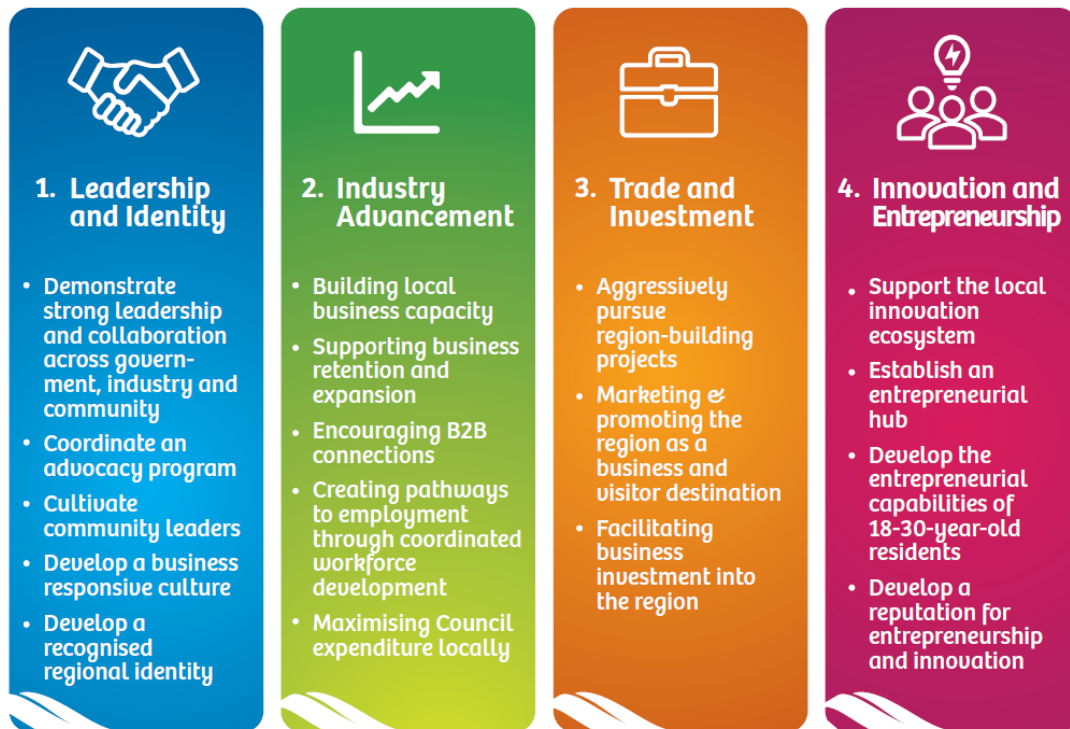 1. Leadership
and Identity
• Demonstrate
strong leadership
and collaboration
across govern-
ment, industry and
community
• Coordinate an
advocacy program
• Cultivate
community leaders
• Develop a business
responsive culture
• Develop a
recognised
regional identity
2. Industry
Advancement
• Building local
business capacity
• Supporting business
retention and
expansion
• Encouraging B2B
connections
• Creating pathways
to employment
through coordinated
workforce
development
• Maximising Council
expenditure locally
3. Trade and
Investment
• Aggressively
pursue
region-building
projects
• Marketing &
promoting the
region as a
business and
visitor destination
• Facilitating
business
investment into
the region
4. Innovation and
Entrepreneurship
• Support the local
innovation
ecosystem
• Establish an
entrepreneurial
hub
• Develop the
entrepreneurial
capabilities of
18-30-year-old
residents
• Develop a
reputation for
entrepreneurship
and innovation